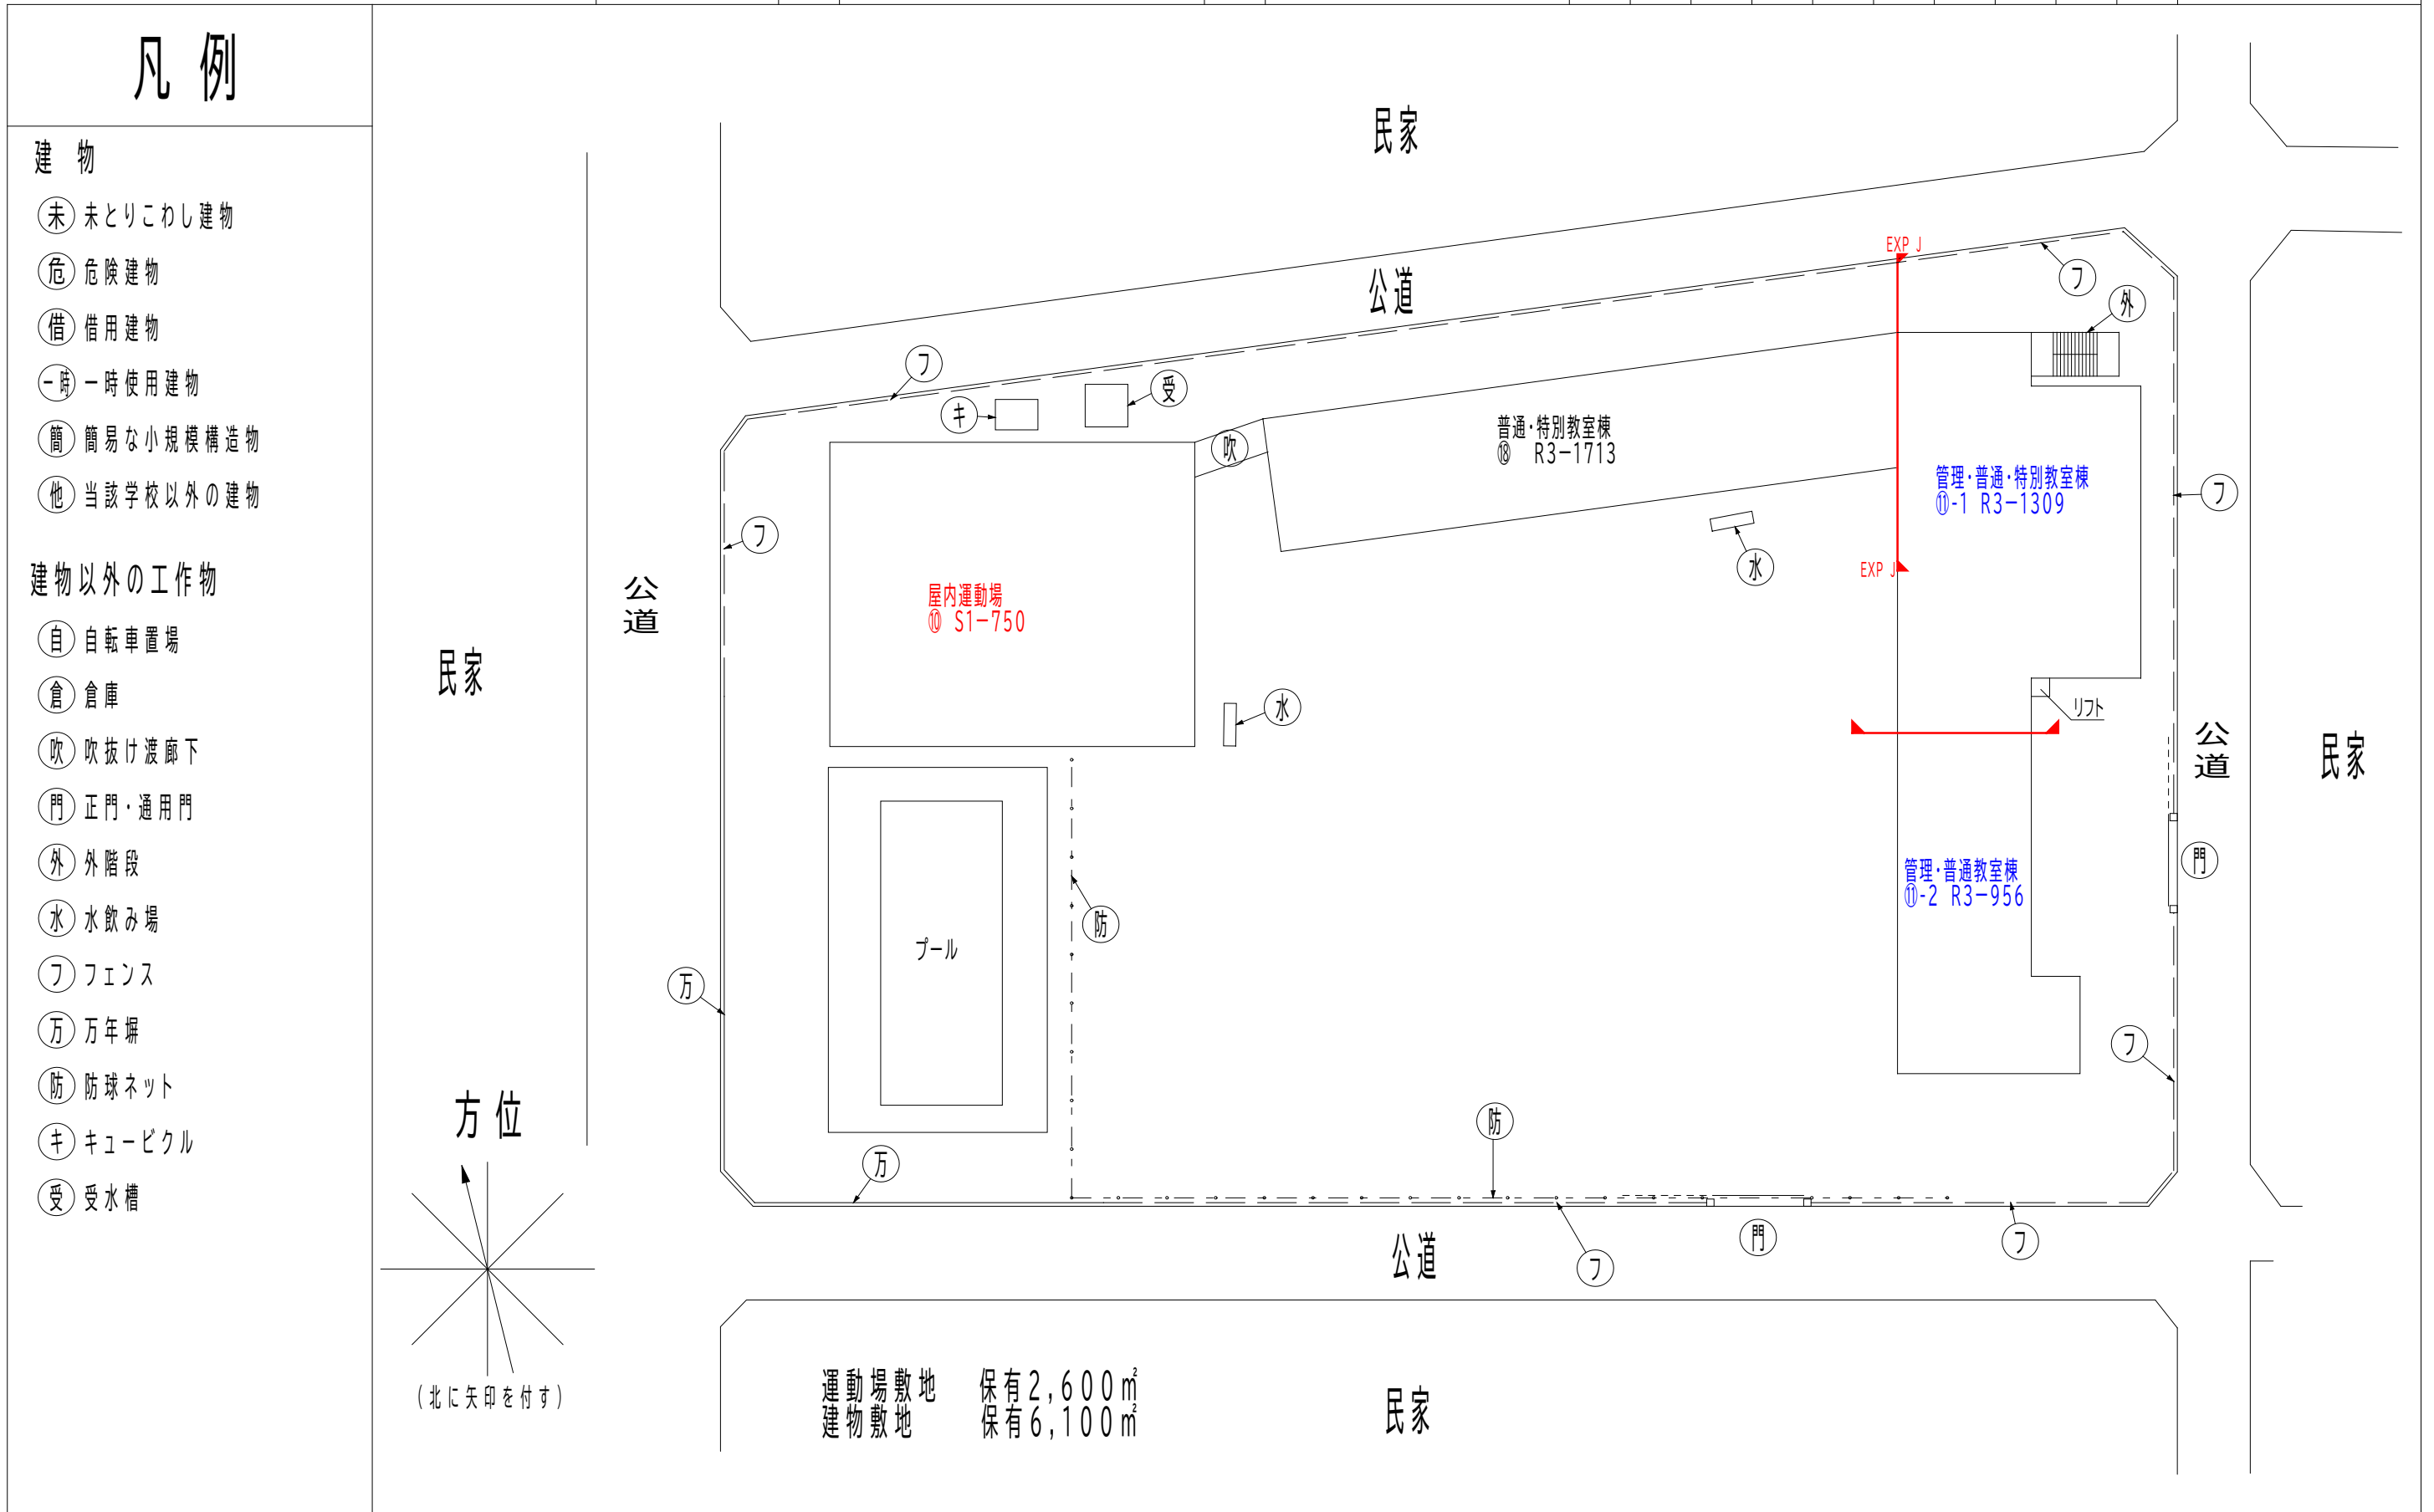 凡例
建 物
未 未とりこわし建物
危 危険建物
借 借用建物
一時 一時使用建物
簡 簡易な小規模構造物
他 当該学校以外の建物
建物以外の工作物
自 自転車置場
倉 倉庫
吹 吹抜け渡廊下
門 正門・通用門
外 外階段
水 水飲み場
フ フェンス
万 万年塀
防 防球ネット
キ キュービクル
受 受水槽
民家
公道
EXP J
フ
外
フ
受
キ
吹
普通・特別教室棟
⑱ R3-1713
管理・普通・特別教室棟
⑪-1 R3-1309
フ
フ
水
EXP J
公道
屋内運動場
⑩ S1-750
民家
水
リフト
公道
民家
門
管理・普通教室棟
⑪-2 R3-956
防
プール
万
フ
方位
防
万
門
フ
フ
公道
(北に矢印を付す)
運動場敷地 保有2,600㎡
建物敷地 保有6,100㎡
民家